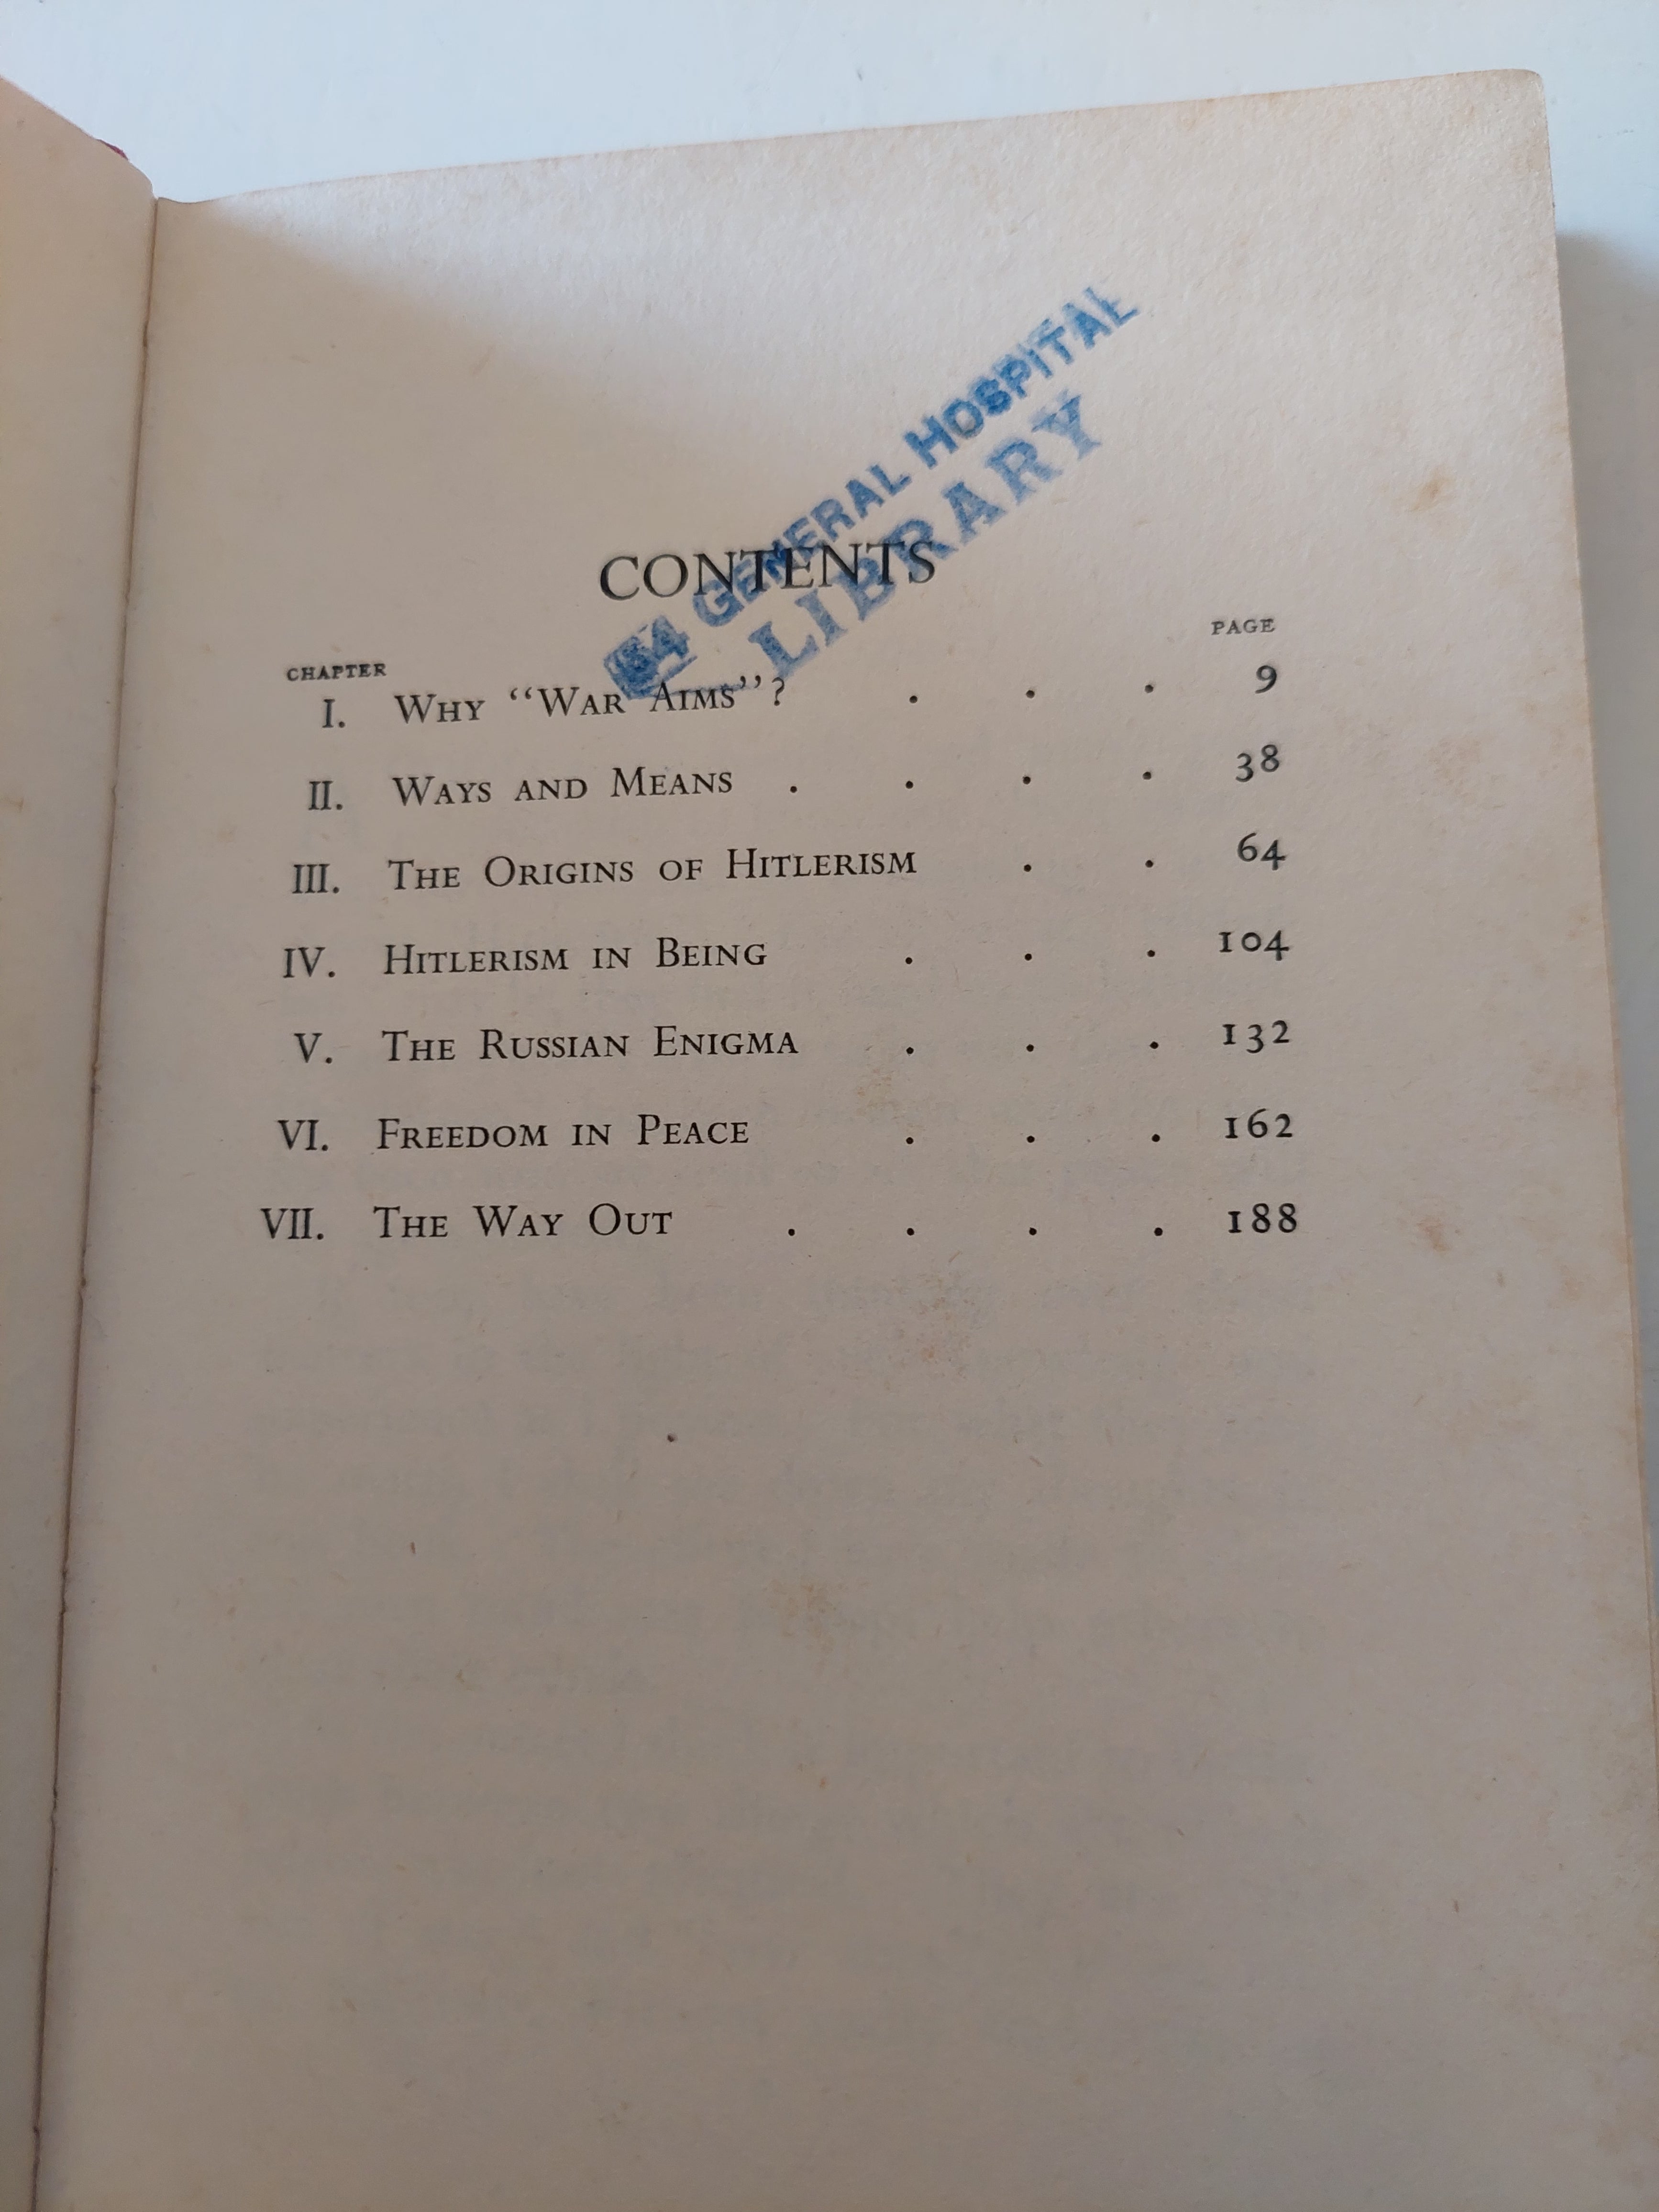 64 GENERAL HOSPITAL
LIBRARY
CONTENTS
CHAPTER PAGE
I. WHY “WAR AIMS”? . . . 9
II. WAYS AND MEANS . . . . 38
III. THE ORIGINS OF HITLERISM . . 64
IV. HITLERISM IN BEING . . . 104
V. THE RUSSIAN ENIGMA . . . 132
VI. FREEDOM IN PEACE . . . 162
VII. THE WAY OUT . . . . 188